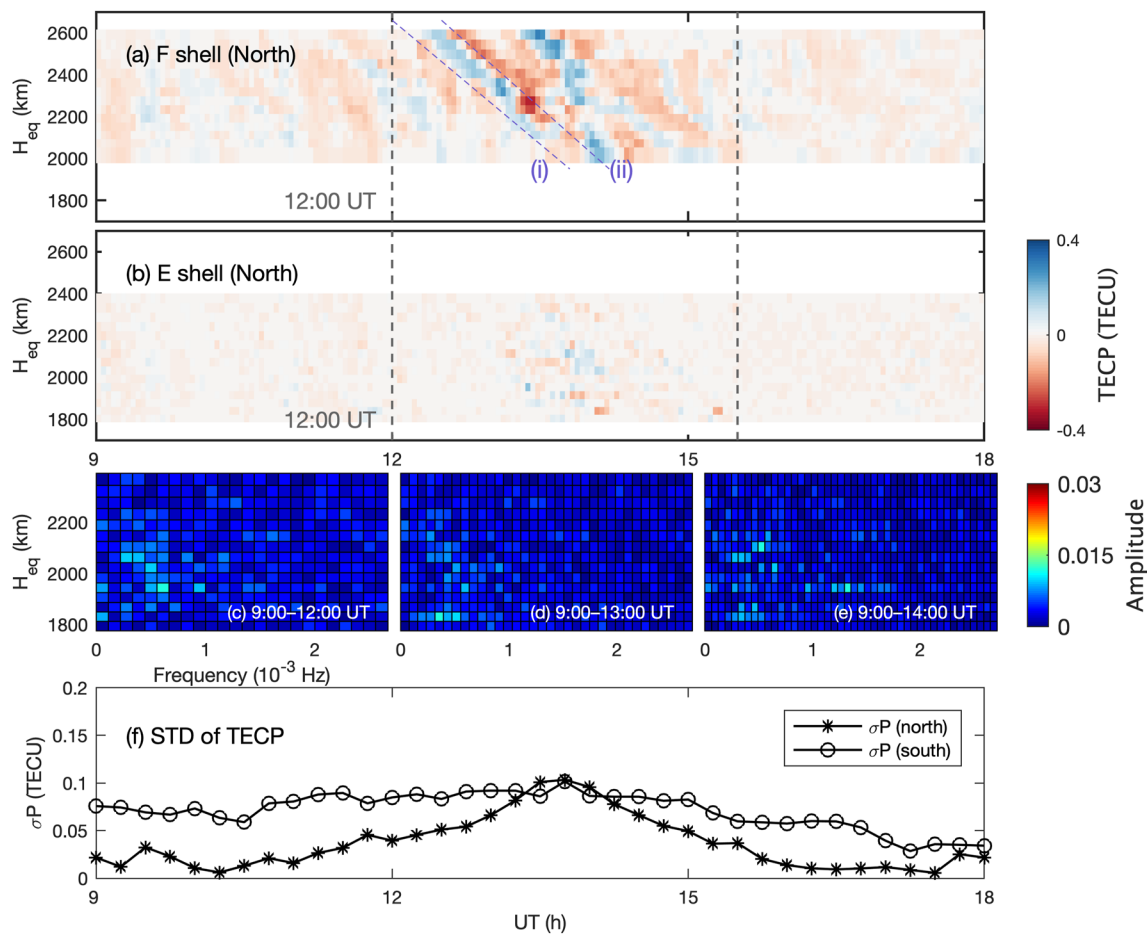 2600
(a) F shell (North)
2400
H_eq (km)
2200
2000
(i)
(ii)
1800
12:00 UT
2600
(b) E shell (North)
2400
H_eq (km)
2200
2000
1800
12:00 UT
9
12
15
18
0.4
0
-0.4
TECP (TECU)
H_eq (km)
2200
2000
1800
(c) 9:00–12:00 UT
(d) 9:00–13:00 UT
(e) 9:00–14:00 UT
0
1
2
0
1
2
0
1
2
Frequency (10^-3 Hz)
0.03
0.015
0
Amplitude
0.2
0.15
0.1
0.05
0
σP (TECU)
(f) STD of TECP
σP (north)
σP (south)
9
12
15
18
UT (h)